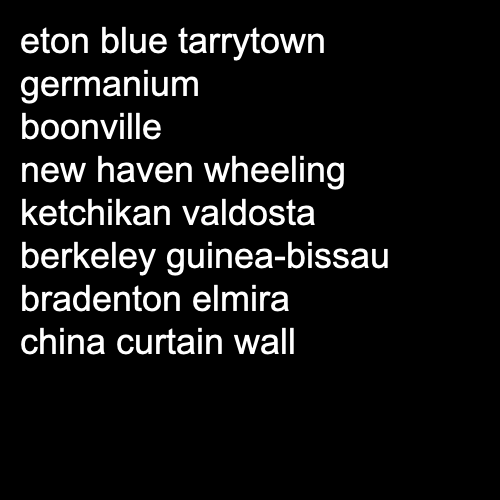 eton blue tarrytown
germanium
boonville
new haven wheeling
ketchikan valdosta
berkeley guinea-bissau
bradenton elmira
china curtain wall